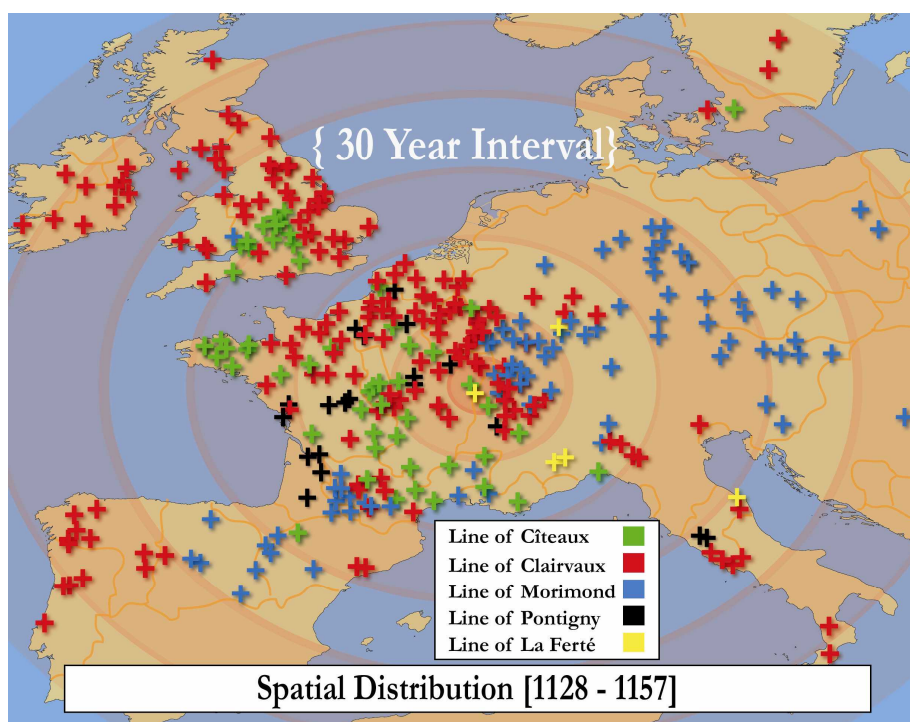 { 30 Year Interval}
Line of Cîteaux
Line of Clairvaux
Line of Morimond
Line of Pontigny
Line of La Ferté
Spatial Distribution [1128 - 1157]